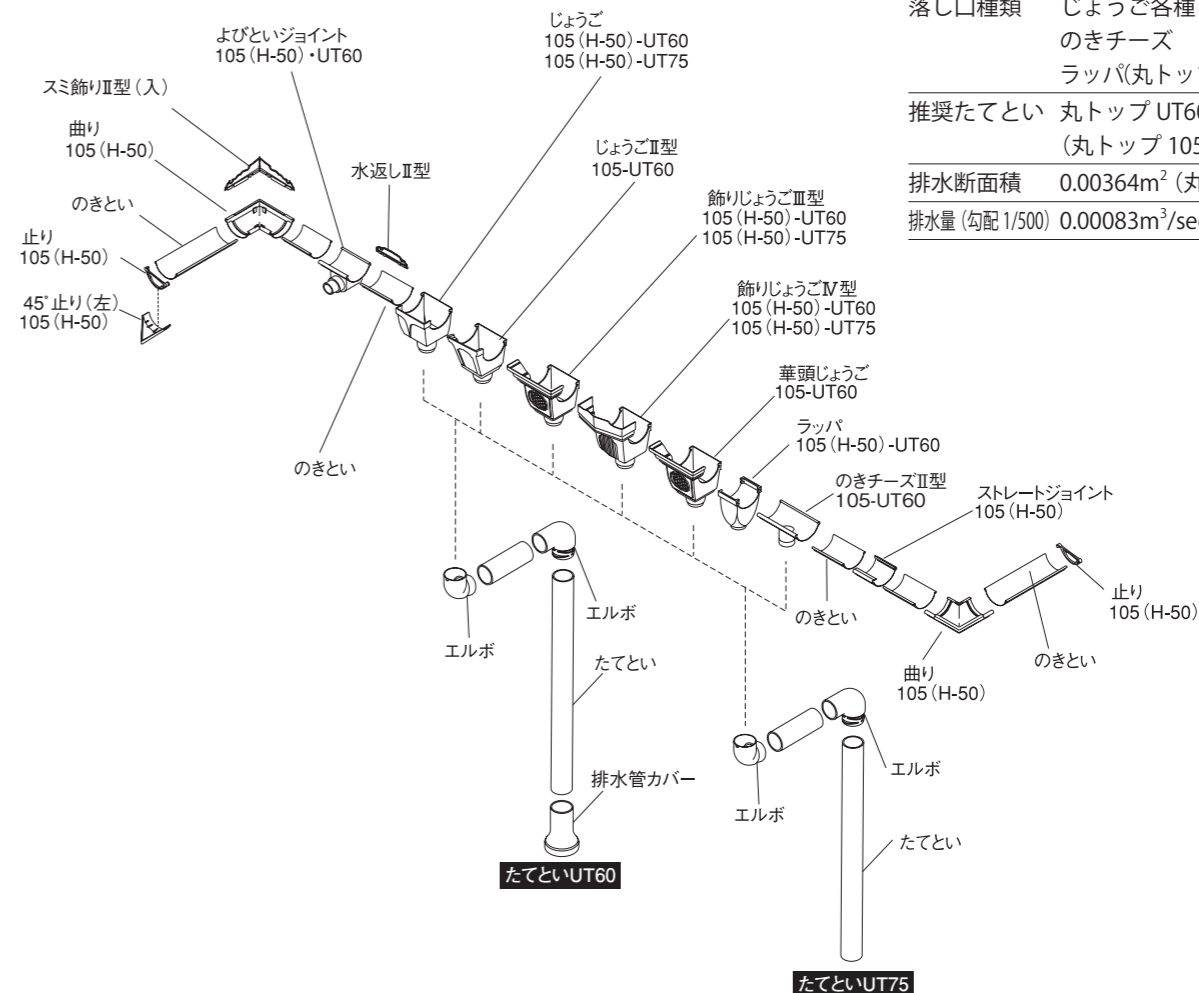 落し口種類 じょうご各種
のきチーズ
ラッパ(丸トップ
推奨たてとい 丸トップ UT60
(丸トップ 105
排水断面積 0.00364m² (丸
排水量 (勾配 1/500) 0.00083m³/sec
じょうご
105(H-50)-UT60
105(H-50)-UT75
よびといジョイント
105(H-50)・UT60
スミ飾りⅡ型(入)
曲り
105(H-50)
じょうごⅡ型
105-UT60
水返しⅡ型
のきとい
飾りじょうごⅢ型
105(H-50)-UT60
105(H-50)-UT75
止り
105(H-50)
45°止り(左)
105(H-50)
飾りじょうごⅣ型
105(H-50)-UT60
105(H-50)-UT75
華頭じょうご
105-UT60
ラッパ
105(H-50)-UT60
のきとい
のきチーズⅡ型
105-UT60
ストレートジョイント
105(H-50)
止り
105(H-50)
のきとい
のきとい
曲り
105(H-50)
エルボ
エルボ
たてとい
排水管カバー
たてといUT60
エルボ
エルボ
たてとい
たてといUT75